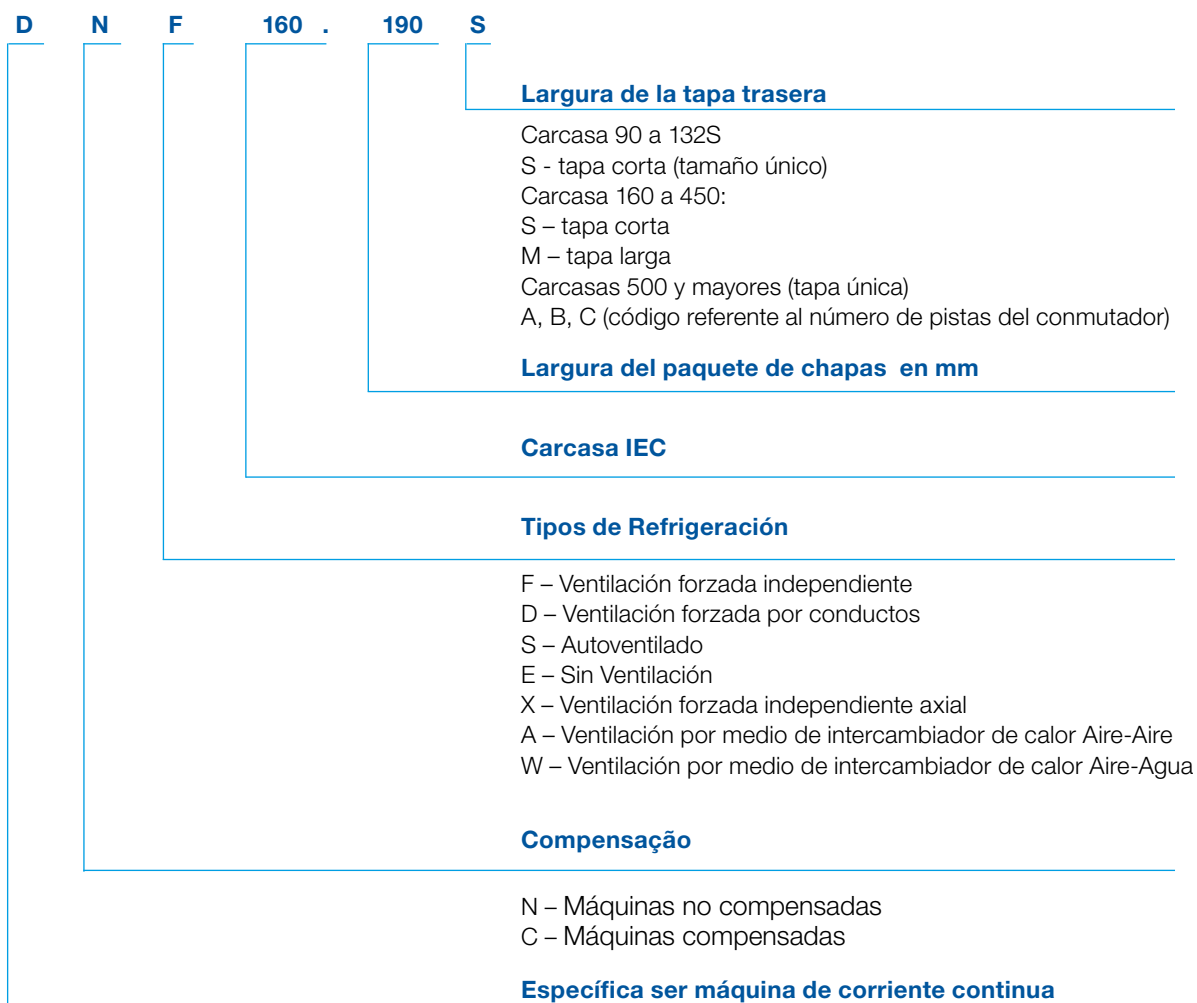 D N F 160 . 190 S
Largura de la tapa trasera
Carcasa 90 a 132S
S - tapa corta (tamaño único)
Carcasa 160 a 450:
S – tapa corta
M – tapa larga
Carcasas 500 y mayores (tapa única)
A, B, C (código referente al número de pistas del conmutador)
Largura del paquete de chapas en mm
Carcasa IEC
Tipos de Refrigeración
F – Ventilación forzada independiente
D – Ventilación forzada por conductos
S – Autoventilado
E – Sin Ventilación
X – Ventilación forzada independiente axial
A – Ventilación por medio de intercambiador de calor Aire-Aire
W – Ventilación por medio de intercambiador de calor Aire-Agua
Compensação
N – Máquinas no compensadas
C – Máquinas compensadas
Específica ser máquina de corriente continua